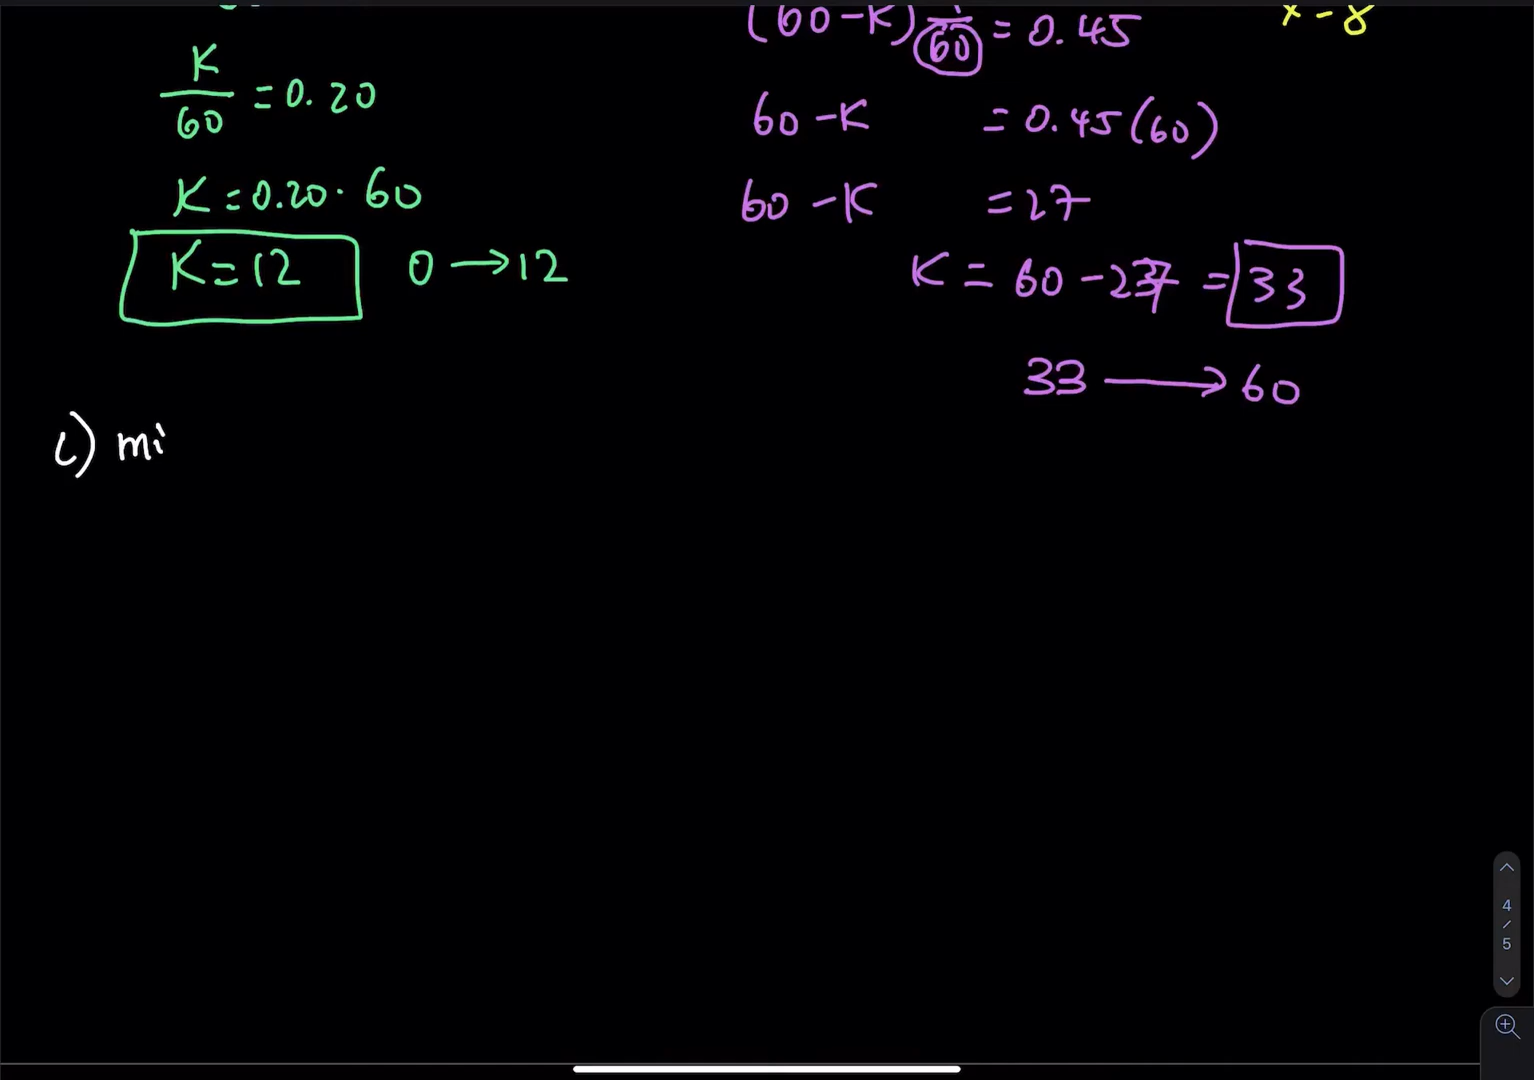 K/60 = 0.20
K = 0.20 · 60
K = 12 0 → 12
(60 - K) 1/60 = 0.45
60 - K = 0.45(60)
60 - K = 27
K = 60 - 27 = 33
33 → 60
x - 8
c) mi
4
/
5